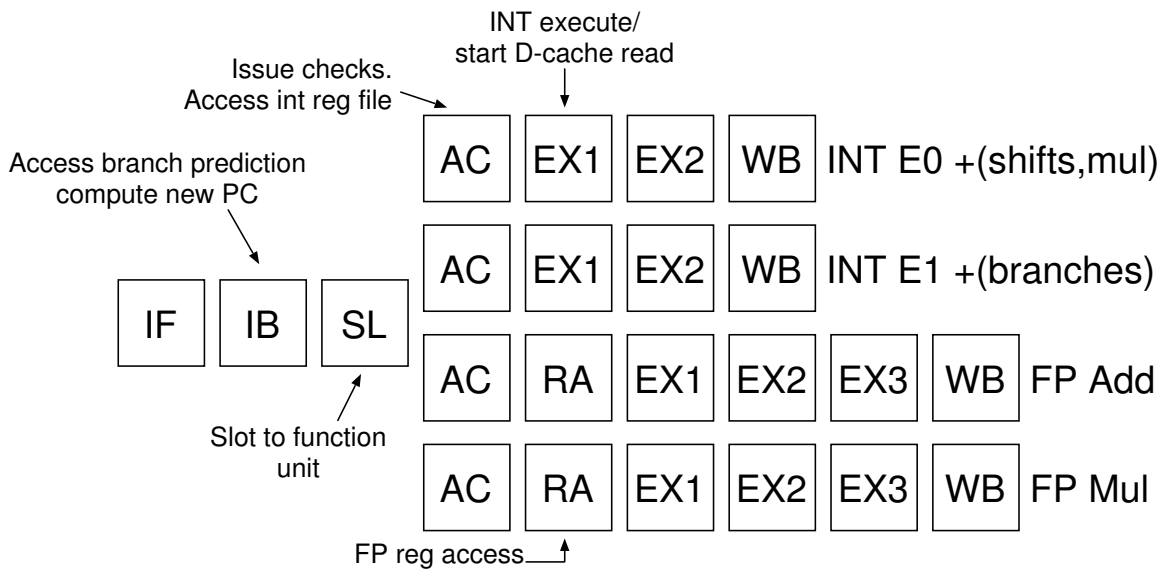 INT execute/
start D-cache read
Issue checks.
Access int reg file
AC EX1 EX2 WB INT E0 +(shifts,mul)
Access branch prediction
compute new PC
AC EX1 EX2 WB INT E1 +(branches)
IF IB SL
AC RA EX1 EX2 EX3 WB FP Add
Slot to function
unit
AC RA EX1 EX2 EX3 WB FP Mul
FP reg access